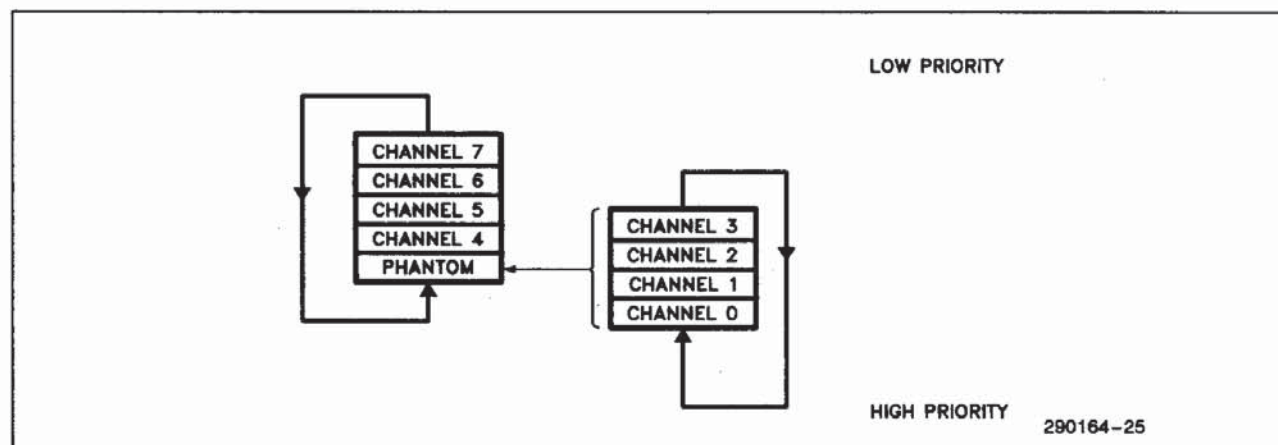 LOW PRIORITY
CHANNEL 7
CHANNEL 6
CHANNEL 5
CHANNEL 4
PHANTOM
CHANNEL 3
CHANNEL 2
CHANNEL 1
CHANNEL 0
HIGH PRIORITY
290164-25